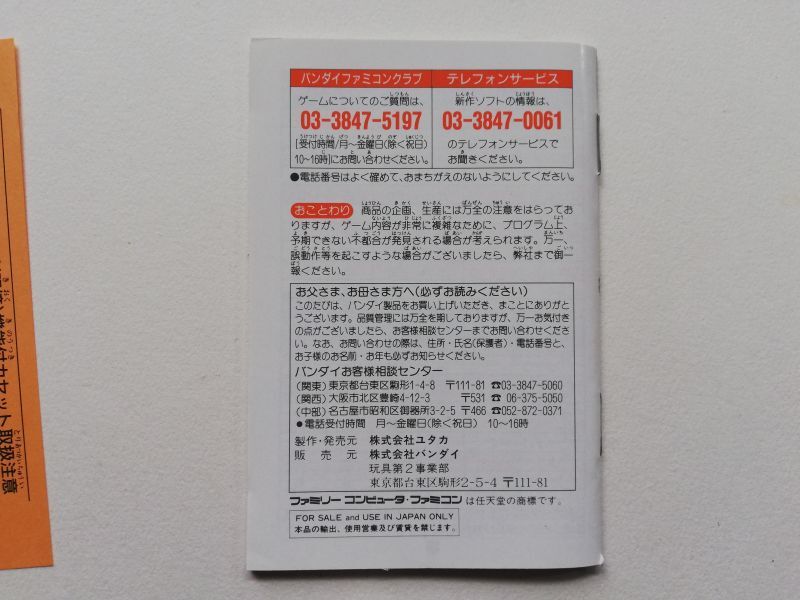 バンダイファミコンクラブ
ゲームについてのご質問は、
03-3847-5197
[受付時間/月〜金曜日(除く祝日)
10〜16時]にお問い合わせください。
テレフォンサービス
新作ソフトの情報は、
03-3847-0061
のテレフォンサービスで
お聞きください。
●電話番号はよく確めて、おまちがえのないようにしてください。
おことわり 商品の企画、生産には万全の注意をはらってお
りますが、ゲーム内容が非常に複雑なために、プログラム上、
予期できない不都合が発見される場合が考えられます。万一、
誤動作等を起こすような場合がございましたら、弊社まで御一
報ください。
お父さま、お母さま方へ(必ずお読みください)
このたびは、バンダイ製品をお買い上げいただき、まことにありがと
うございます。品質管理には万全を期しておりますが、万一お気付き
の点がございましたら、お客様相談センターまでお問い合わせくださ
い。なお、お問い合わせの際は、住所・氏名(保護者)・電話番号と、
お子様のお名前・お年も必ずお知らせください。
バンダイお客様相談センター
(関東)東京都台東区駒形1-4-8 〒111-81 ☎03-3847-5060
(関西)大阪市北区豊崎4-12-3 〒531 ☎06-375-5050
(中部)名古屋市昭和区御器所3-2-5 〒466 ☎052-872-0371
●電話受付時間 月〜金曜日(除く祝日) 10〜16時
製作・発売元 株式会社ユタカ
販売元 株式会社バンダイ
玩具第2事業部
東京都台東区駒形2-5-4 〒111-81
ファミリーコンピュータ・ファミコンは任天堂の商標です。
FOR SALE and USE IN JAPAN ONLY
本品の輸出、使用営業及び賃貸を禁じます。
機能付カセット取扱注意